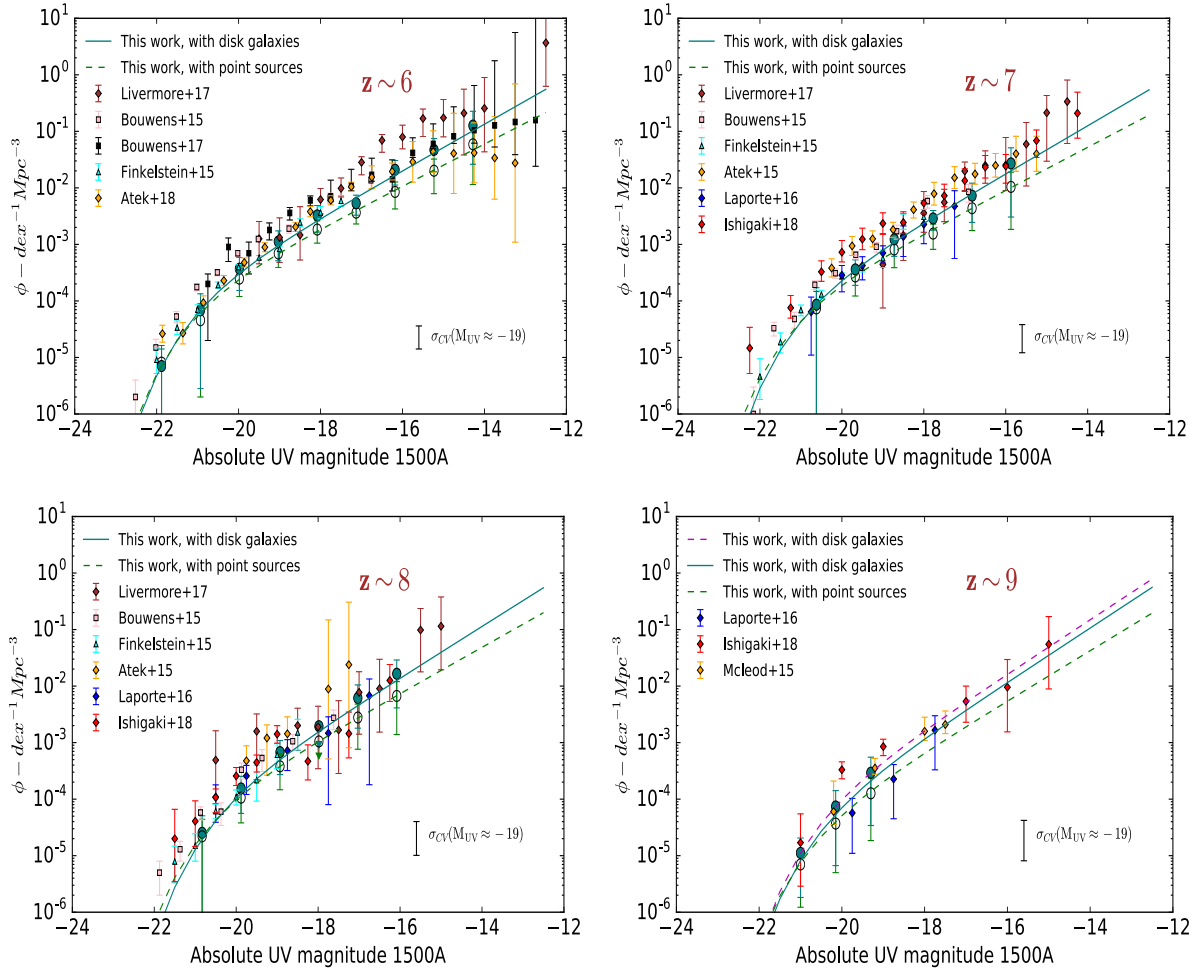 This work, with disk galaxies
This work, with point sources
Livermore+17
Bouwens+15
Bouwens+17
Finkelstein+15
Atek+18
z ∼ 6
σ_CV(M_UV ≈ −19)
10^1
10^0
10^-1
10^-2
10^-3
10^-4
10^-5
10^-6
ϕ − dex^−1 Mpc^−3
−24 −22 −20 −18 −16 −14 −12
Absolute UV magnitude 1500A
This work, with disk galaxies
This work, with point sources
Livermore+17
Bouwens+15
Finkelstein+15
Atek+15
Laporte+16
Ishigaki+18
z ∼ 7
σ_CV(M_UV ≈ −19)
10^1
10^0
10^-1
10^-2
10^-3
10^-4
10^-5
10^-6
ϕ − dex^−1 Mpc^−3
−24 −22 −20 −18 −16 −14 −12
Absolute UV magnitude 1500A
This work, with disk galaxies
This work, with point sources
Livermore+17
Bouwens+15
Finkelstein+15
Atek+15
Laporte+16
Ishigaki+18
z ∼ 8
σ_CV(M_UV ≈ −19)
10^1
10^0
10^-1
10^-2
10^-3
10^-4
10^-5
10^-6
ϕ − dex^−1 Mpc^−3
−24 −22 −20 −18 −16 −14 −12
Absolute UV magnitude 1500A
This work, with disk galaxies
This work, with disk galaxies
This work, with point sources
Laporte+16
Ishigaki+18
Mcleod+15
z ∼ 9
σ_CV(M_UV ≈ −19)
10^1
10^0
10^-1
10^-2
10^-3
10^-4
10^-5
10^-6
ϕ − dex^−1 Mpc^−3
−24 −22 −20 −18 −16 −14 −12
Absolute UV magnitude 1500A